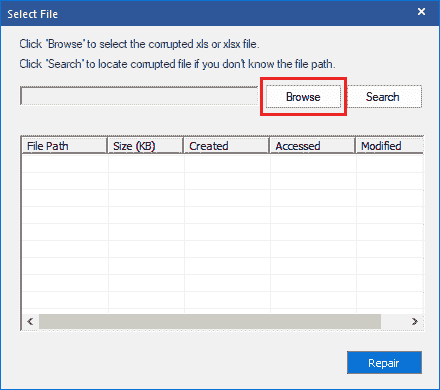 Select File
Click 'Browse' to select the corrupted xls or xlsx file.
Click 'Search' to locate corrupted file if you don't know the file path.
Browse Search
File Path Size (KB) Created Accessed Modified
Repair